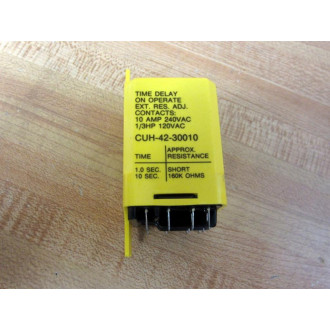 TIME DELAY
ON OPERATE
EXT. RES. ADJ.
CONTACTS:
10 AMP 240VAC
1/3HP 120VAC
CUH-42-30010
TIME APPROX. RESISTANCE
1.0 SEC. SHORT
10 SEC. 160K OHMS